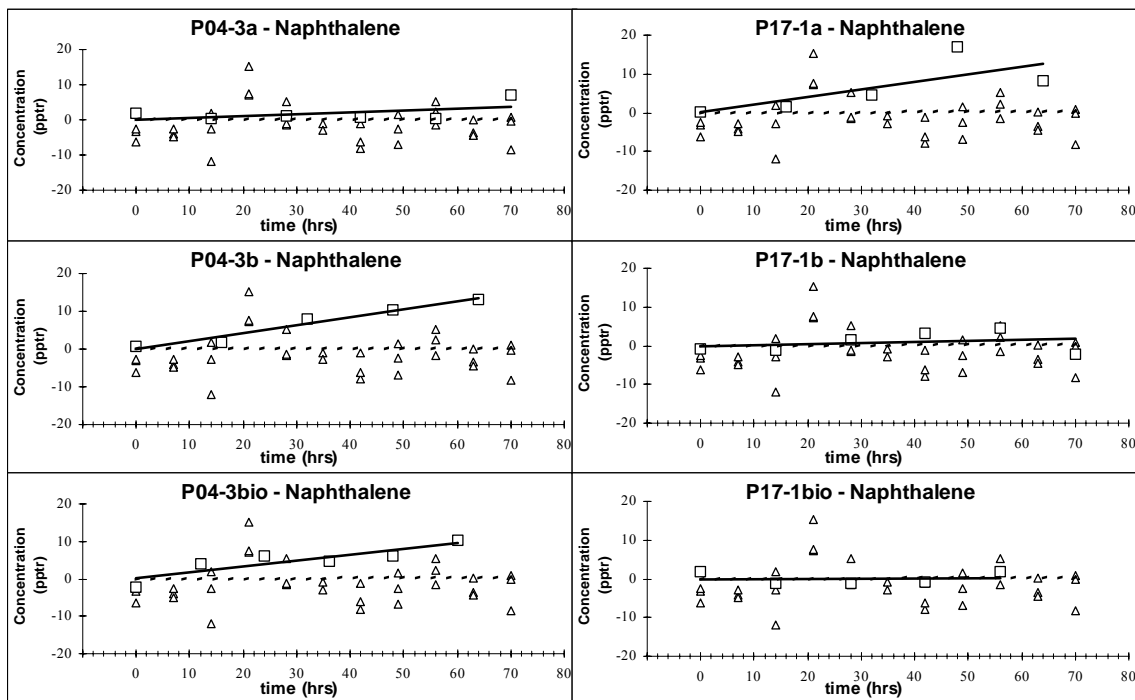 P04-3a - Naphthalene
Concentration
(pptr)
20
10
0
-10
-20
0 10 20 30 40 50 60 70 80
time (hrs)
P17-1a - Naphthalene
Concentration
(pptr)
20
10
0
-10
-20
0 10 20 30 40 50 60 70 80
time (hrs)
P04-3b - Naphthalene
Concentration
(pptr)
20
10
0
-10
-20
0 10 20 30 40 50 60 70 80
time (hrs)
P17-1b - Naphthalene
Concentration
(pptr)
20
10
0
-10
-20
0 10 20 30 40 50 60 70 80
time (hrs)
P04-3bio - Naphthalene
Concentration
(pptr)
20
10
0
-10
-20
0 10 20 30 40 50 60 70 80
time (hrs)
P17-1bio - Naphthalene
Concentration
(pptr)
20
10
0
-10
-20
0 10 20 30 40 50 60 70 80
time (hrs)